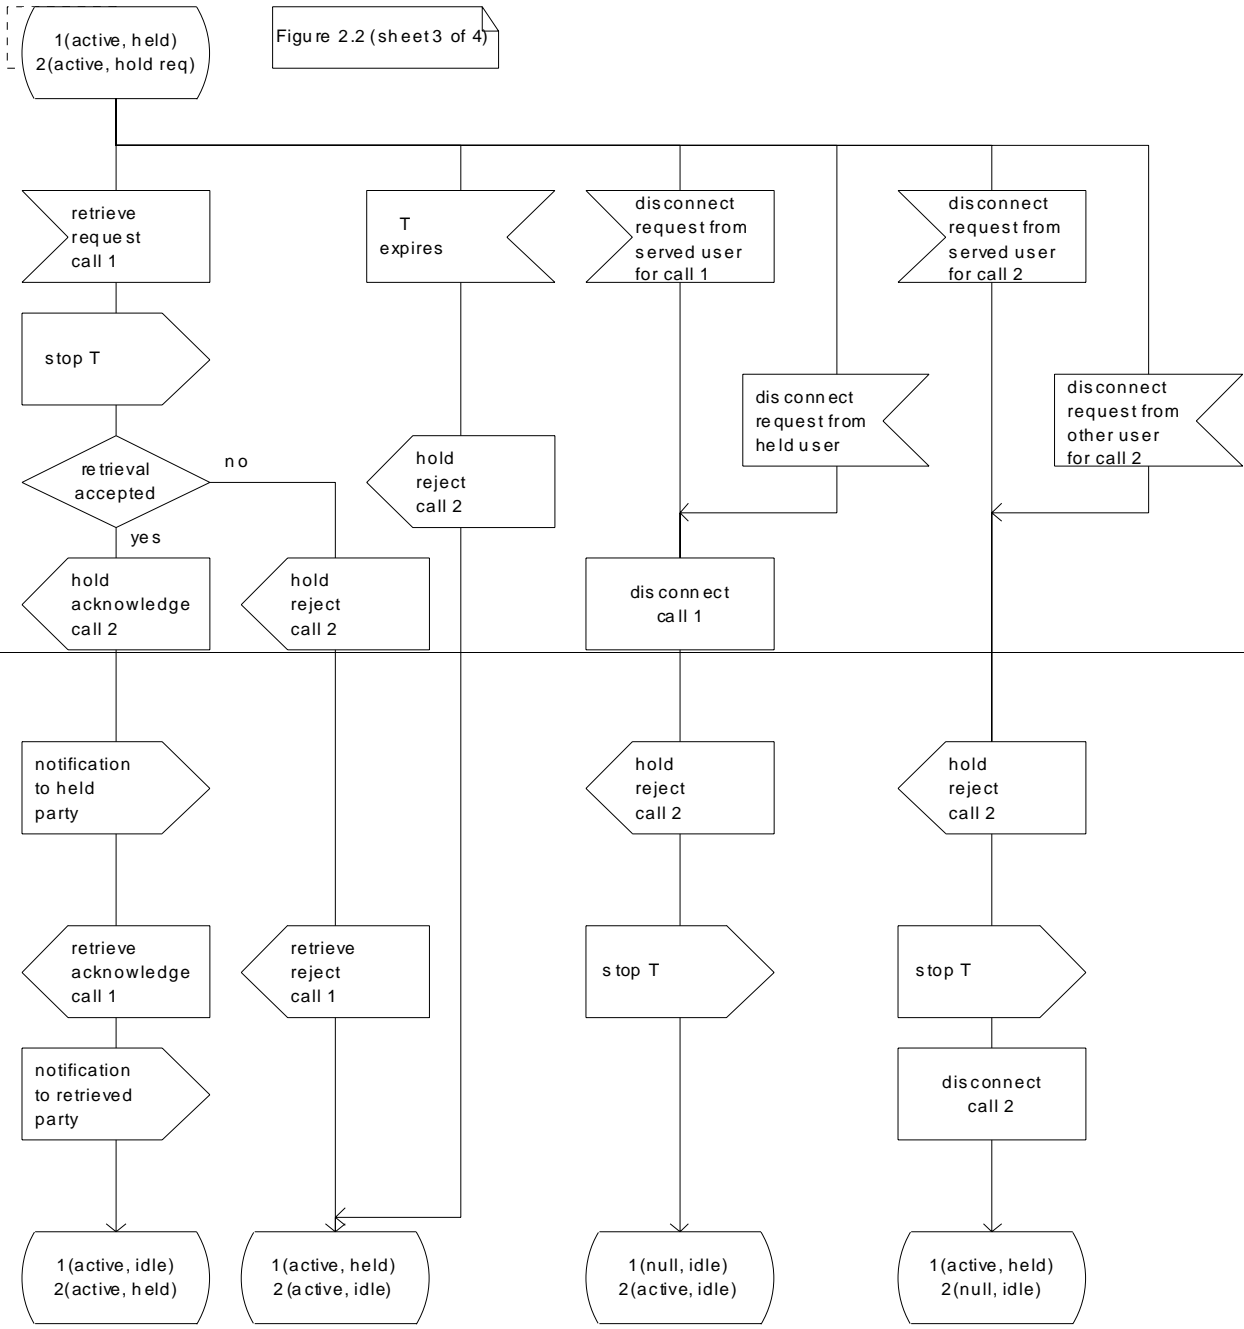 1(active, held)
2(active, hold req)
Figure 2.2 (sheet 3 of 4)
retrieve
request
call 1
T
expires
disconnect
request from
served user
for call 1
disconnect
request from
served user
for call 2
stop T
disconnect
request from
held user
disconnect
request from
other user
for call 2
retrieval
accepted
no
yes
hold
reject
call 2
hold
acknowledge
call 2
hold
reject
call 2
disconnect
call 1
notification
to held
party
hold
reject
call 2
hold
reject
call 2
retrieve
acknowledge
call 1
retrieve
reject
call 1
stop T
stop T
notification
to retrieved
party
disconnect
call 2
1(active, idle)
2(active, held)
1(active, held)
2(active, idle)
1(null, idle)
2(active, idle)
1(active, held)
2(null, idle)